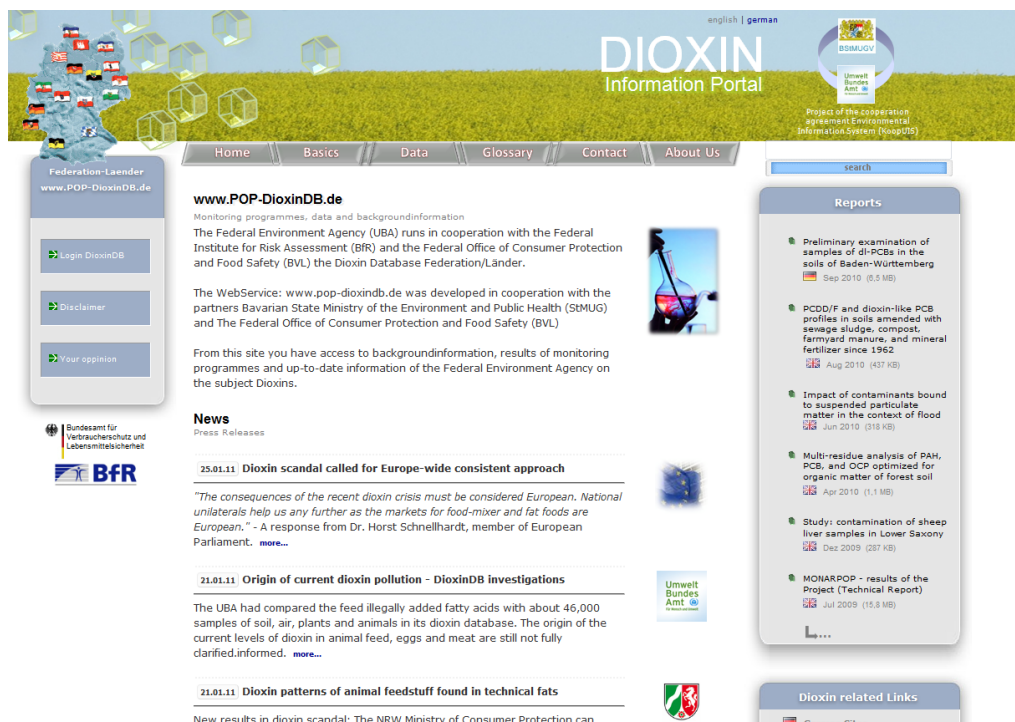 english | german
DIOXIN
Information Portal
BStMUGV
Umwelt
Bundes
Amt
Project of the cooperation
agreement Environmental
Information System (KoopUIS)
Home
Basics
Data
Glossary
Contact
About Us
search
Federation-Laender
www.POP-DioxinDB.de
Login DioxinDB
Disclaimer
Your oppinion
Bundesamt für
Verbraucherschutz und
Lebensmittelsicherheit
BfR
www.POP-DioxinDB.de
Monitoring programmes, data and backgroundinformation
The Federal Environment Agency (UBA) runs in cooperation with the Federal
Institute for Risk Assessment (BfR) and the Federal Office of Consumer Protection
and Food Safety (BVL) the Dioxin Database Federation/Länder.
The WebService: www.pop-dioxindb.de was developed in cooperation with the
partners Bavarian State Ministry of the Environment and Public Health (StMUG)
and The Federal Office of Consumer Protection and Food Safety (BVL)
From this site you have access to backgroundinformation, results of monitoring
programmes and up-to-date information of the Federal Environment Agency on
the subject Dioxins.
News
Press Releases
25.01.11 Dioxin scandal called for Europe-wide consistent approach
"The consequences of the recent dioxin crisis must be considered European. National
unilaterals help us any further as the markets for food-mixer and fat foods are
European." - A response from Dr. Horst Schnellhardt, member of European
Parliament. more...
21.01.11 Origin of current dioxin pollution - DioxinDB investigations
The UBA had compared the feed illegally added fatty acids with about 46,000
samples of soil, air, plants and animals in its dioxin database. The origin of the
current levels of dioxin in animal feed, eggs and meat are still not fully
clarified.informed. more...
Umwelt
Bundes
Amt
21.01.11 Dioxin patterns of animal feedstuff found in technical fats
New results in dioxin scandal: The NRW Ministry of Consumer Protection can
Reports
Preliminary examination of
samples of dl-PCBs in the
soils of Baden-Württemberg
Sep 2010 (6,5 MB)
PCDD/F and dioxin-like PCB
profiles in soils amended with
sewage sludge, compost,
farmyard manure, and mineral
fertilizer since 1962
Aug 2010 (437 KB)
Impact of contaminants bound
to suspended particulate
matter in the context of flood
Jun 2010 (318 KB)
Multi-residue analysis of PAH,
PCB, and OCP optimized for
organic matter of forest soil
Apr 2010 (1,1 MB)
Study: contamination of sheep
liver samples in Lower Saxony
Dez 2009 (287 KB)
MONARPOP - results of the
Project (Technical Report)
Jul 2009 (15.8 MB)
...
Dioxin related Links